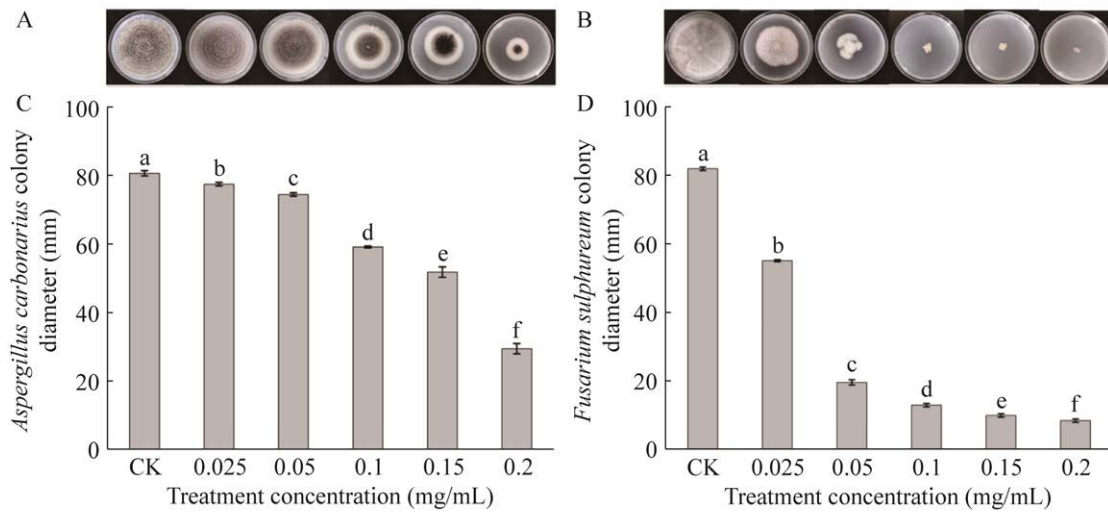 A
B
C
Aspergillus carbonarius colony
diameter (mm)
100
80
60
40
20
0
a
b
c
d
e
f
CK 0.025 0.05 0.1 0.15 0.2
Treatment concentration (mg/mL)
D
Fusarium sulphureum colony
diameter (mm)
100
80
60
40
20
0
a
b
c
d
e
f
CK 0.025 0.05 0.1 0.15 0.2
Treatment concentration (mg/mL)